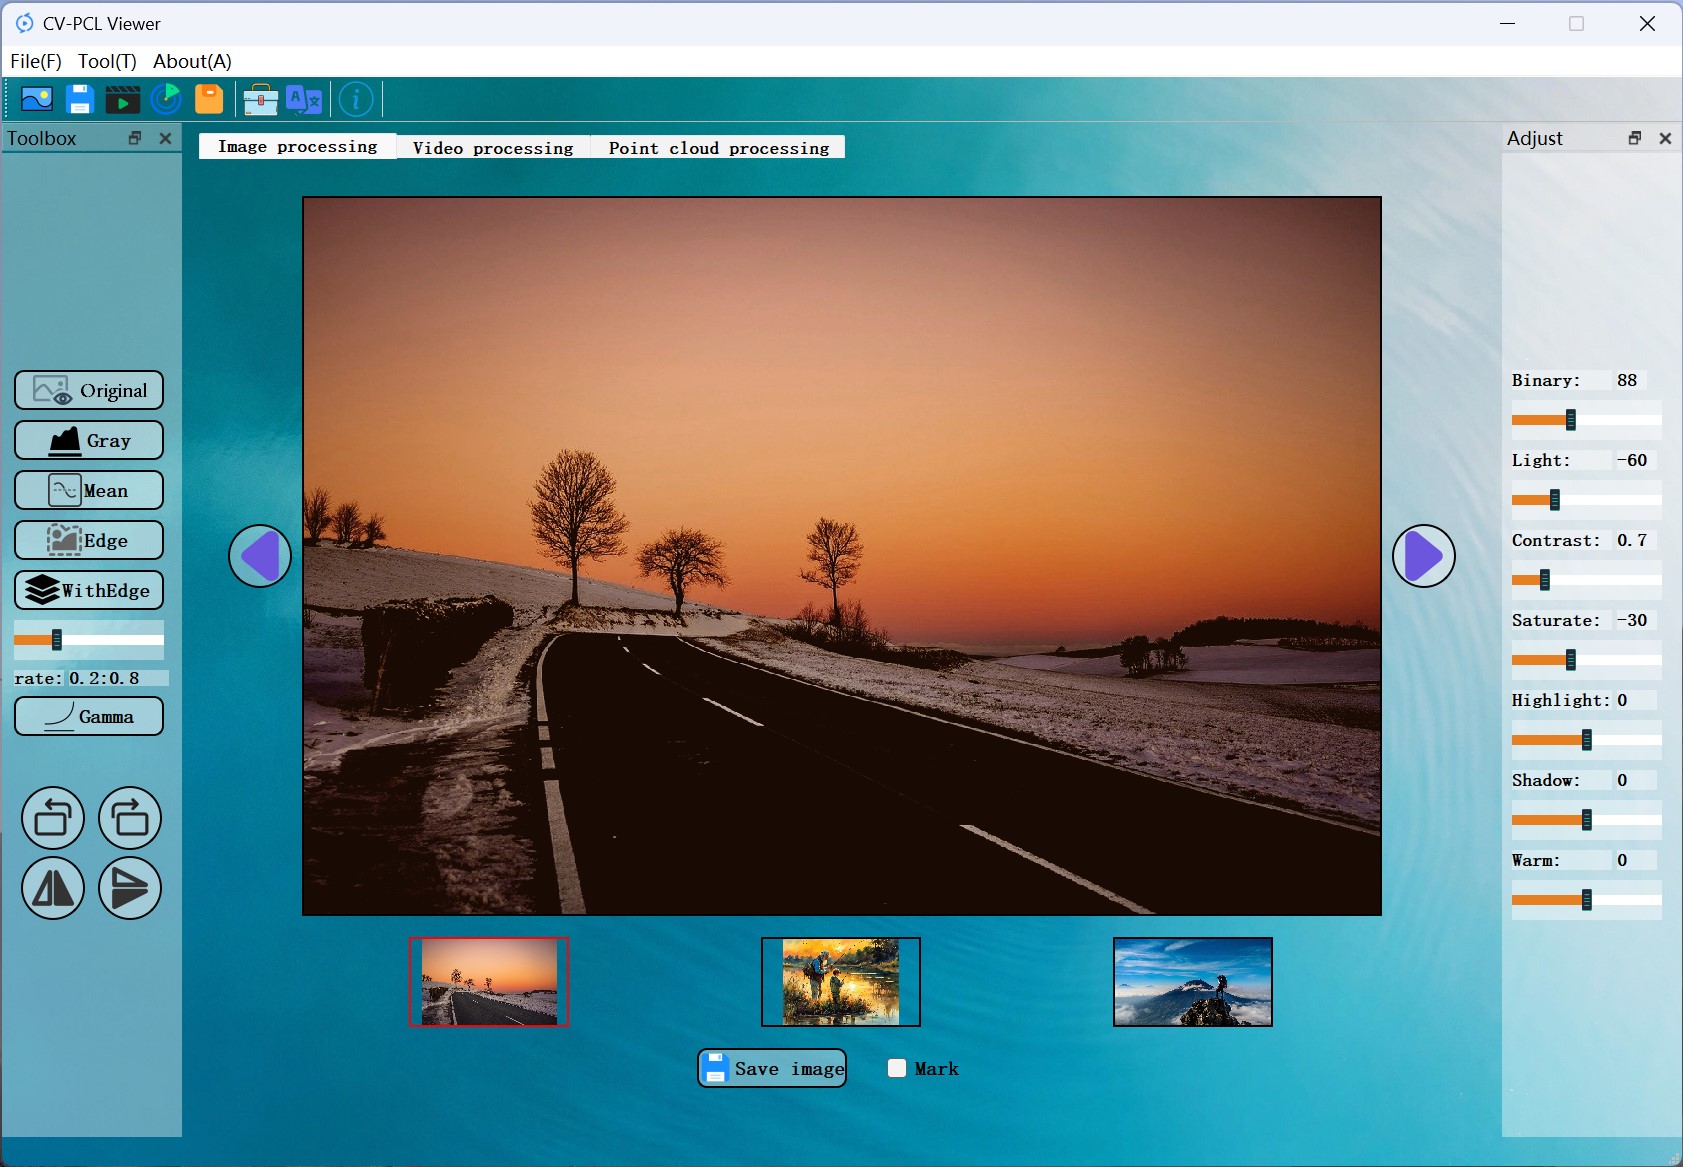 CV-PCL Viewer
File(F) Tool(T) About(A)
Toolbox
Image processing Video processing Point cloud processing
Adjust
Original
Gray
Mean
Edge
WithEdge
rate: 0.2:0.8
Gamma
Binary: 88
Light: -60
Contrast: 0.7
Saturate: -30
Highlight: 0
Shadow: 0
Warm: 0
Save image Mark